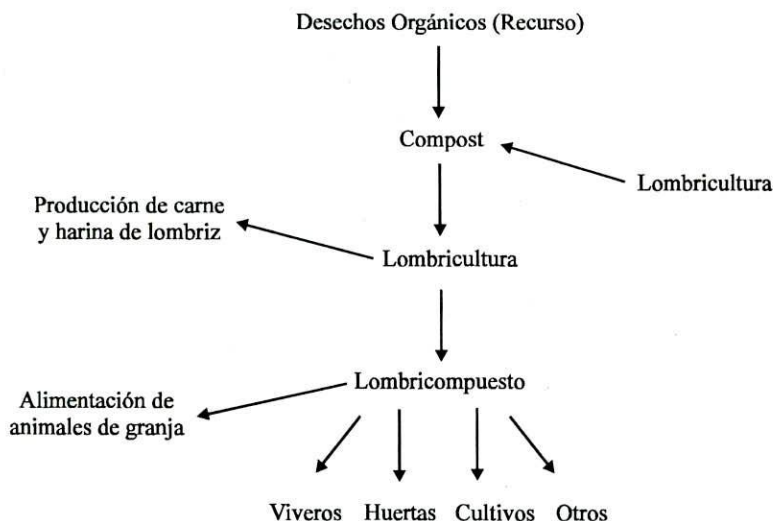 Desechos Orgánicos (Recurso)
Compost
Lombricultura
Producción de carne
y harina de lombriz
Lombricultura
Lombricompuesto
Alimentación de
animales de granja
Viveros Huertas Cultivos Otros